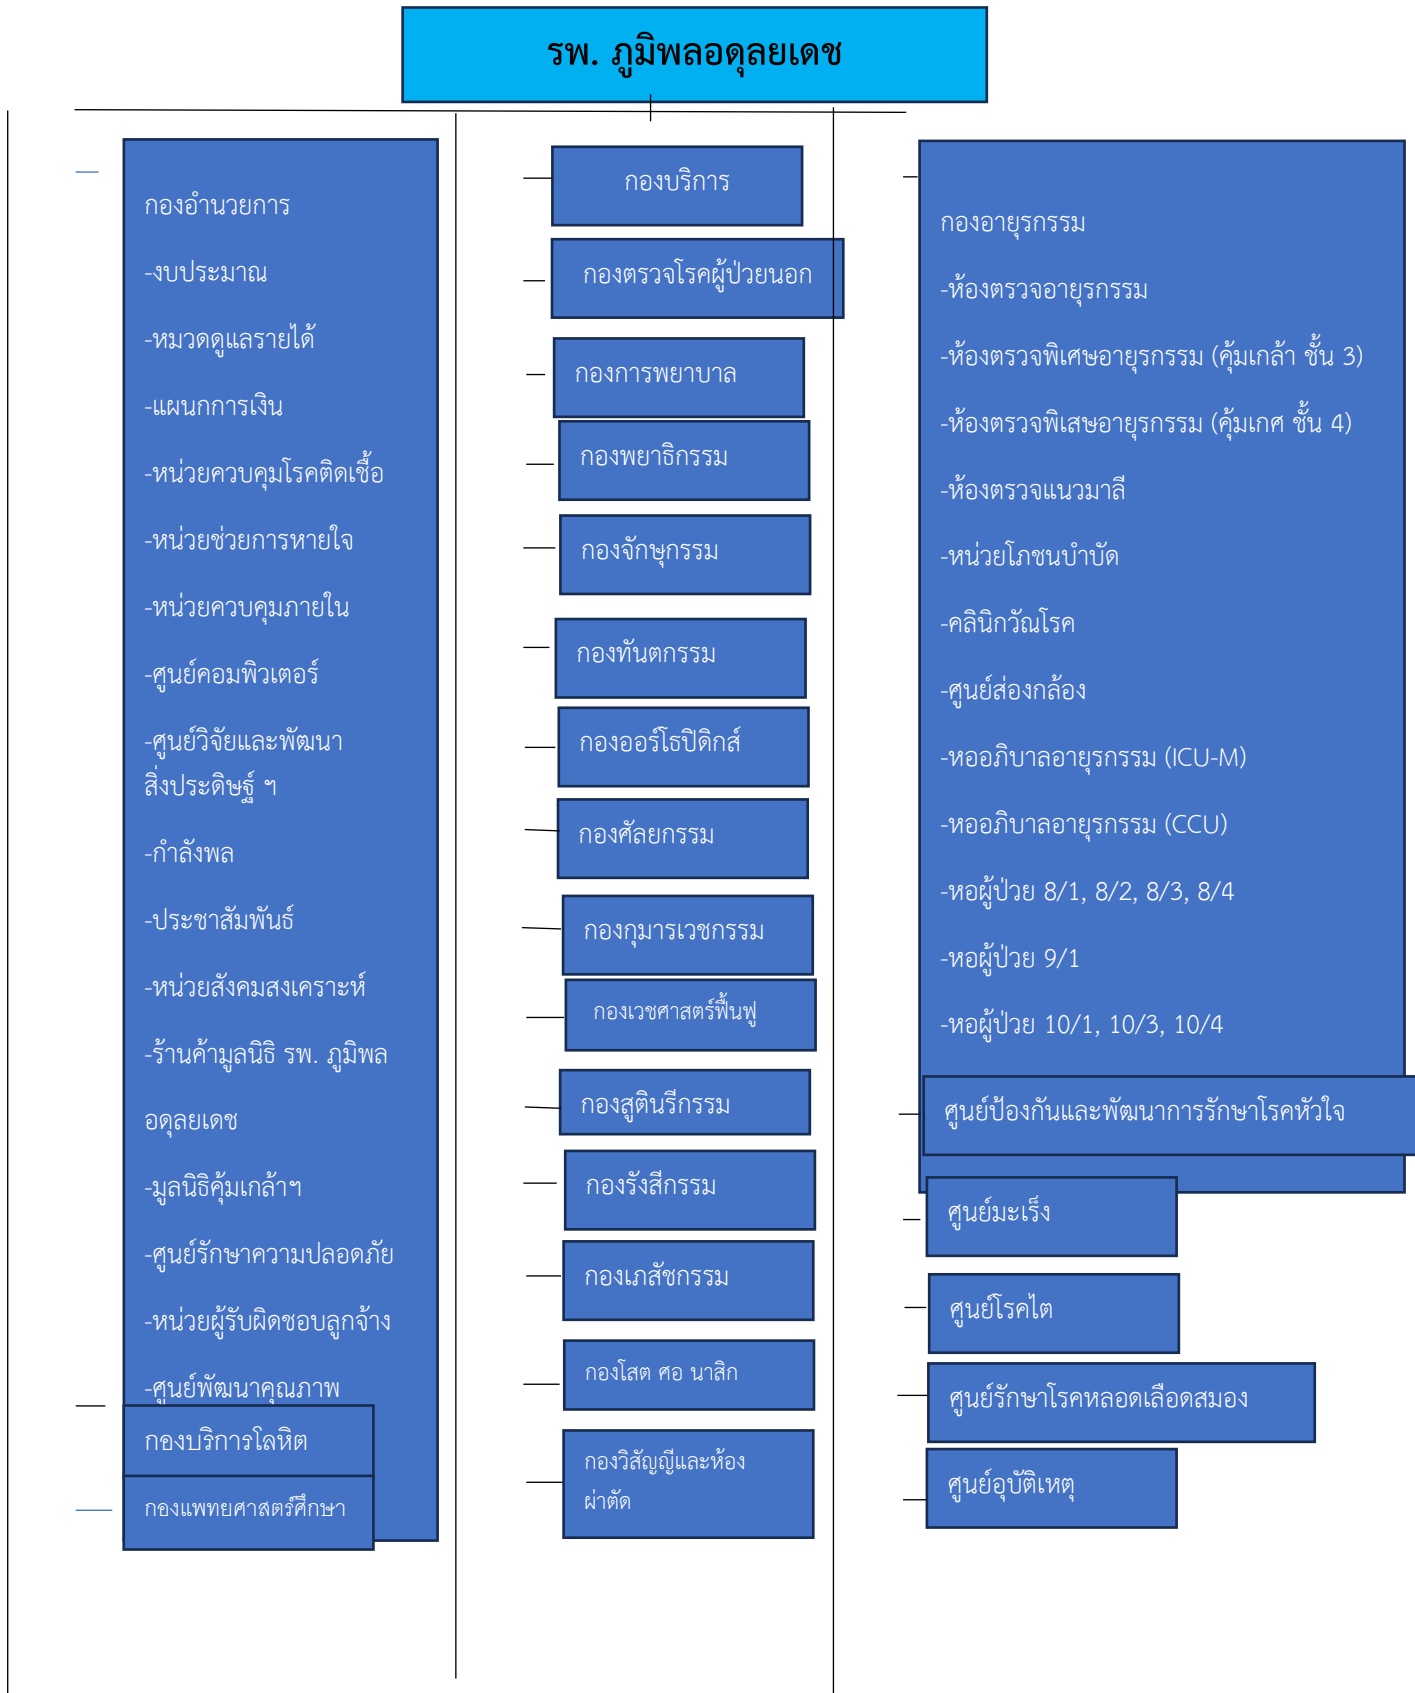 รพ. ภูมิพลอดุลยเดช
กองอำนวยการ
-งบประมาณ
-หมวดดูแลรายได้
-แผนกการเงิน
-หน่วยควบคุมโรคติดเชื้อ
-หน่วยช่วยการหายใจ
-หน่วยควบคุมภายใน
-ศูนย์คอมพิวเตอร์
-ศูนย์วิจัยและพัฒนา
สิ่งประดิษฐ์ ฯ
-กำลังพล
-ประชาสัมพันธ์
-หน่วยสังคมสงเคราะห์
-ร้านค้ามูลนิธิ รพ. ภูมิพล
อดุลยเดช
-มูลนิธิคุ้มเกล้าฯ
-ศูนย์รักษาความปลอดภัย
-หน่วยผู้รับผิดชอบลูกจ้าง
-ศูนย์พัฒนาคุณภาพ
กองบริการโลหิต
กองแพทยศาสตร์ศึกษา
กองบริการ
กองตรวจโรคผู้ป่วยนอก
กองการพยาบาล
กองพยาธิกรรม
กองจักษุกรรม
กองทันตกรรม
กองออร์โธปิดิกส์
กองศัลยกรรม
กองกุมารเวชกรรม
กองเวชศาสตร์ฟื้นฟู
กองสูตินรีกรรม
กองรังสีกรรม
กองเภสัชกรรม
กองโสต ศอ นาสิก
กองวิสัญญีและห้อง
ผ่าตัด
กองอายุรกรรม
-ห้องตรวจอายุรกรรม
-ห้องตรวจพิเศษอายุรกรรม (คุ้มเกล้า ชั้น 3)
-ห้องตรวจพิเสษอายุรกรรม (คุ้มเกศ ชั้น 4)
-ห้องตรวจแนวมาลี
-หน่วยโภชนบำบัด
-คลินิกวัณโรค
-ศูนย์ส่องกล้อง
-หออภิบาลอายุรกรรม (ICU-M)
-หออภิบาลอายุรกรรม (CCU)
-หอผู้ป่วย 8/1, 8/2, 8/3, 8/4
-หอผู้ป่วย 9/1
-หอผู้ป่วย 10/1, 10/3, 10/4
ศูนย์ป้องกันและพัฒนาการรักษาโรคหัวใจ
ศูนย์มะเร็ง
ศูนย์โรคไต
ศูนย์รักษาโรคหลอดเลือดสมอง
ศูนย์อุบัติเหตุ